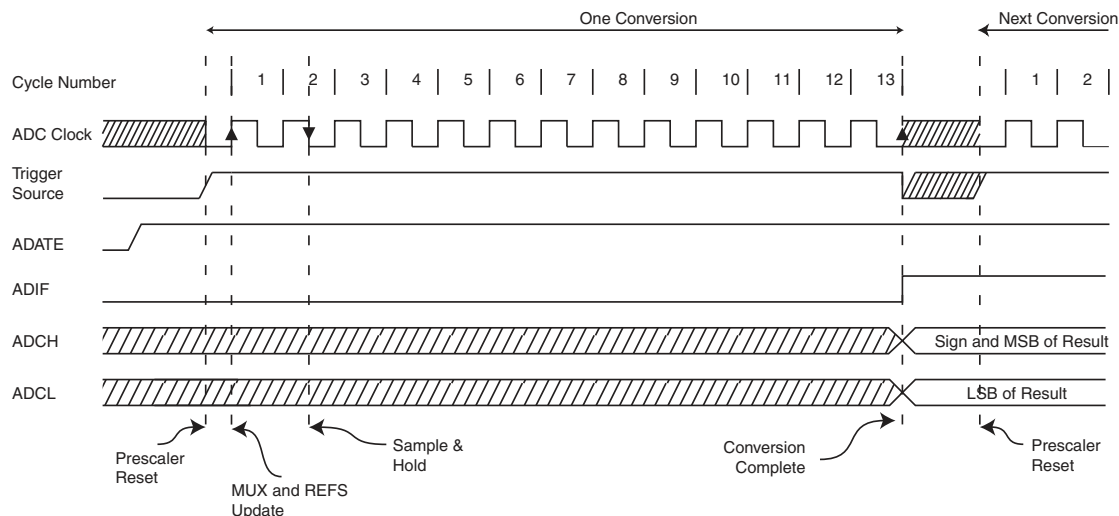 One Conversion
Next Conversion
Cycle Number
1 2 3 4 5 6 7 8 9 10 11 12 13 1 2
ADC Clock
Trigger
Source
ADATE
ADIF
ADCH
Sign and MSB of Result
ADCL
LSB of Result
Prescaler
Reset
MUX and REFS
Update
Sample &
Hold
Conversion
Complete
Prescaler
Reset